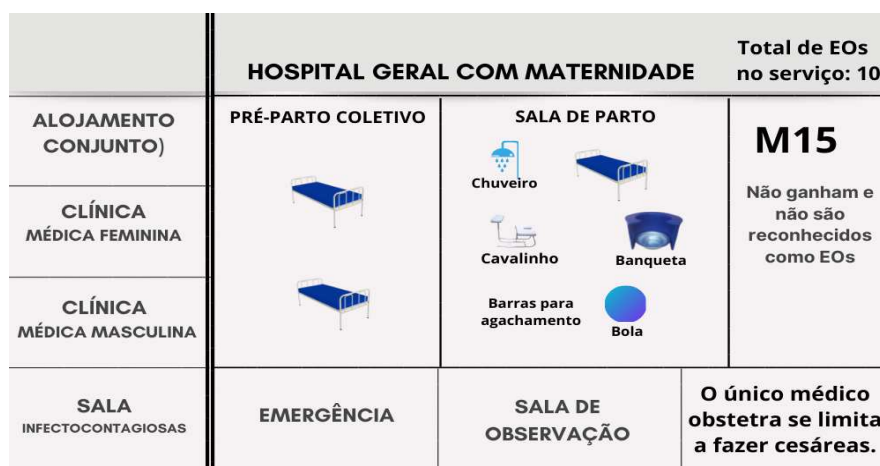 HOSPITAL GERAL COM MATERNIDADE
Total de EOs
no serviço: 10
ALOJAMENTO
CONJUNTO)
CLÍNICA
MÉDICA FEMININA
CLÍNICA
MÉDICA MASCULINA
SALA
INFECTOCONTAGIOSAS
PRÉ-PARTO COLETIVO
SALA DE PARTO
Chuveiro
Cavalinho
Banqueta
Barras para
agachamento
Bola
M15
Não ganham e
não são
reconhecidos
como EOs
EMERGÊNCIA
SALA DE
OBSERVAÇÃO
O único médico
obstetra se limita
a fazer cesáreas.